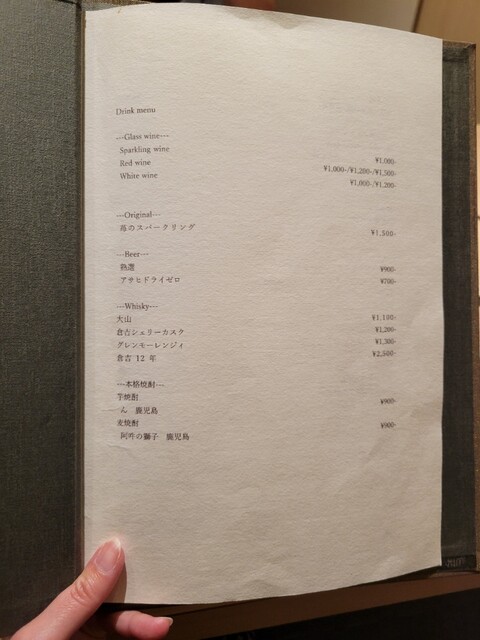 Drink menu
---Glass wine---
Sparkling wine ¥1,000-
Red wine ¥1,000-/¥1,200-/¥1,500-
White wine ¥1,000-/¥1,200-
---Original---
苺のスパークリング ¥1,500-
---Beer---
熟選 ¥900-
アサヒドライゼロ ¥700-
---Whisky---
大山 ¥1,100-
倉吉シェリーカスク ¥1,200-
グレンモーレンジィ ¥1,300-
倉吉 12 年 ¥2,500-
---本格焼酎---
芋焼酎
ん 鹿児島 ¥900-
麦焼酎
阿吽の獅子 鹿児島 ¥900-